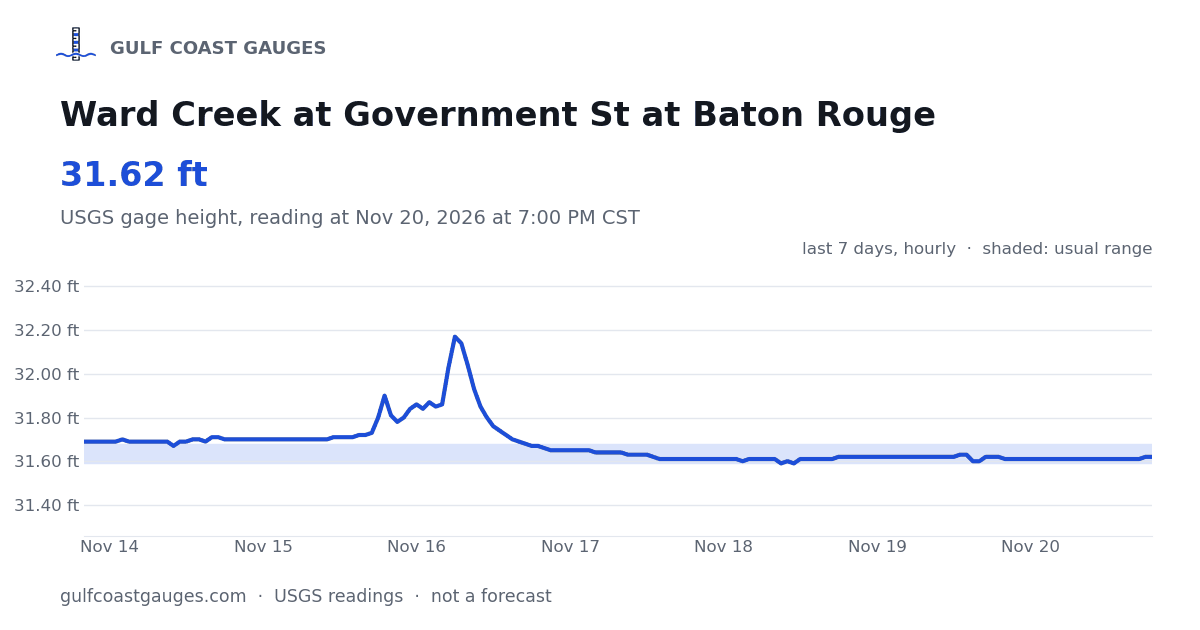 GULF COAST GAUGES
Ward Creek at Government St at Baton Rouge
31.62 ft
USGS gage height, reading at Nov 20, 2026 at 7:00 PM CST
last 7 days, hourly · shaded: usual range
32.40 ft
32.20 ft
32.00 ft
31.80 ft
31.60 ft
31.40 ft
Nov 14 Nov 15 Nov 16 Nov 17 Nov 18 Nov 19 Nov 20
gulfcoastgauges.com · USGS readings · not a forecast